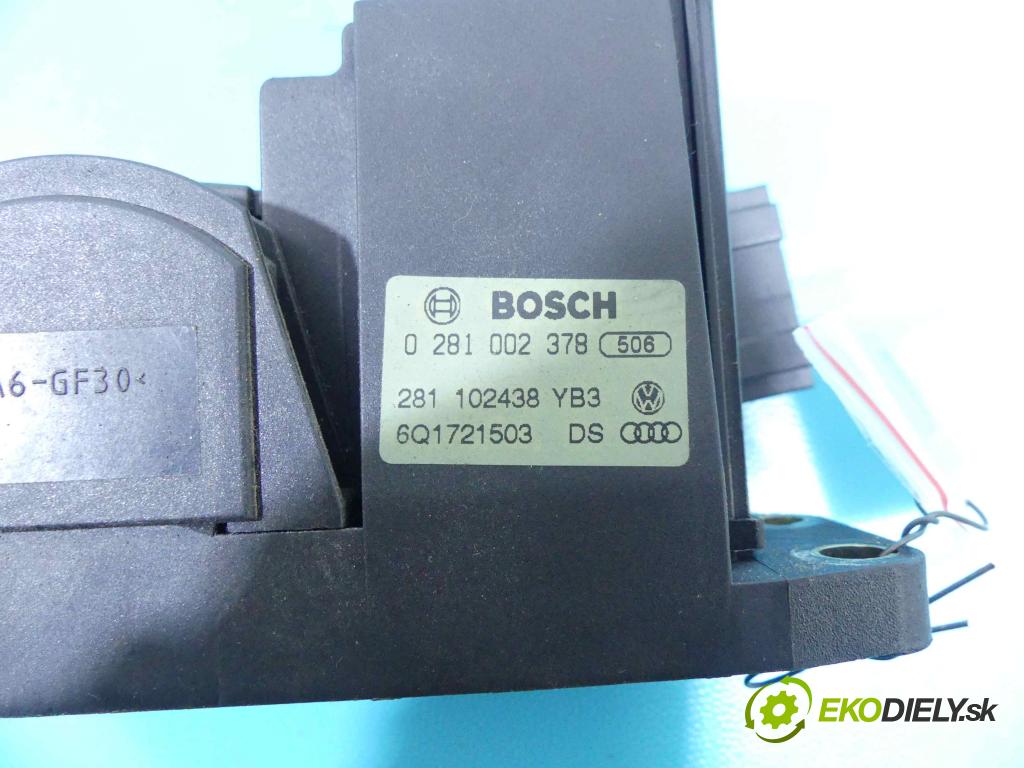 BOSCH
0 281 002 378 506
281 102438 YB3
6Q1721503 DS
A6-GF30<
EKODIELY.sk